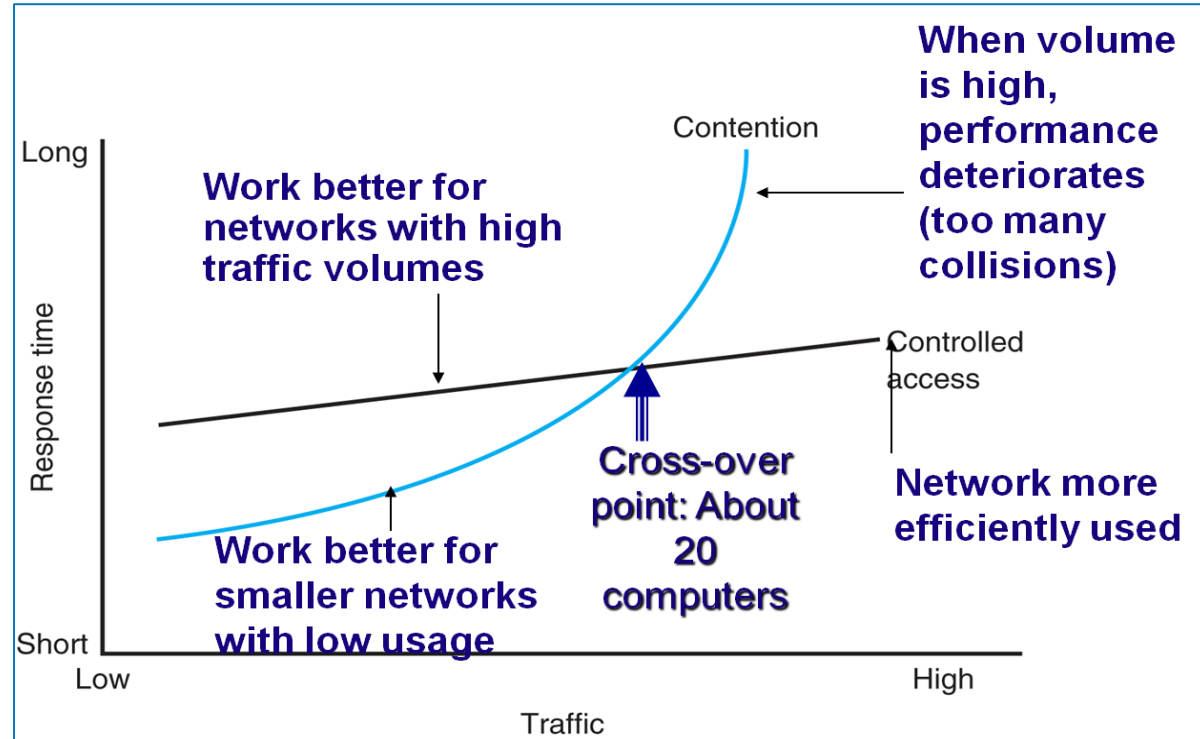 When volume
is high,
performance
deteriorates
(too many
collisions)
Contention
Long
Work better for
networks with high
traffic volumes
Response time
Controlled
access
Cross-over
point: About
20
computers
Network more
efficiently used
Work better for
smaller networks
with low usage
Short
Low
High
Traffic